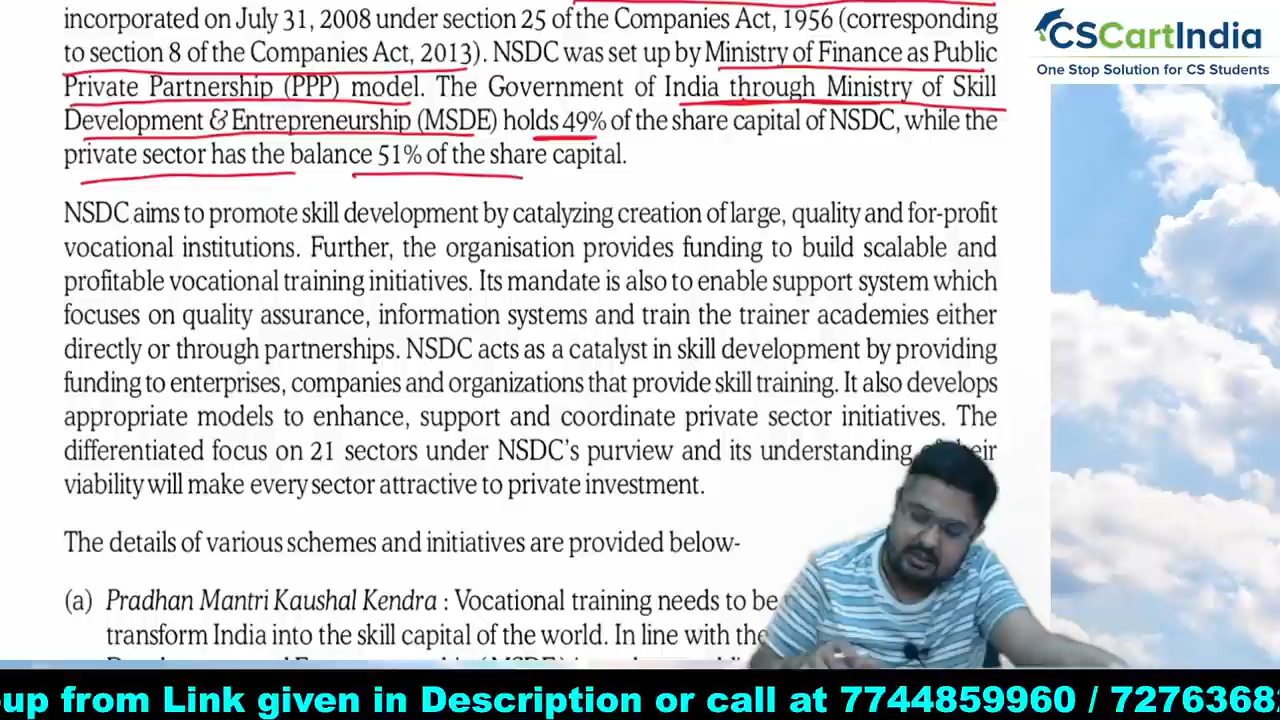 incorporated on July 31, 2008 under section 25 of the Companies Act, 1956 (corresponding
to section 8 of the Companies Act, 2013). NSDC was set up by Ministry of Finance as Public
Private Partnership (PPP) model. The Government of India through Ministry of Skill
Development & Entrepreneurship (MSDE) holds 49% of the share capital of NSDC, while the
private sector has the balance 51% of the share capital.
NSDC aims to promote skill development by catalyzing creation of large, quality and for-profit
vocational institutions. Further, the organisation provides funding to build scalable and
profitable vocational training initiatives. Its mandate is also to enable support system which
focuses on quality assurance, information systems and train the trainer academies either
directly or through partnerships. NSDC acts as a catalyst in skill development by providing
funding to enterprises, companies and organizations that provide skill training. It also develops
appropriate models to enhance, support and coordinate private sector initiatives. The
differentiated focus on 21 sectors under NSDC's purview and its understanding
viability will make every sector attractive to private investment.
The details of various schemes and initiatives are provided below-
(a) Pradhan Mantri Kaushal Kendra : Vocational training needs to be
transform India into the skill capital of the world. In line with the
CSCartIndia
One Stop Solution for CS Students
up from Link given in Description or call at 7744859960 / 7276368